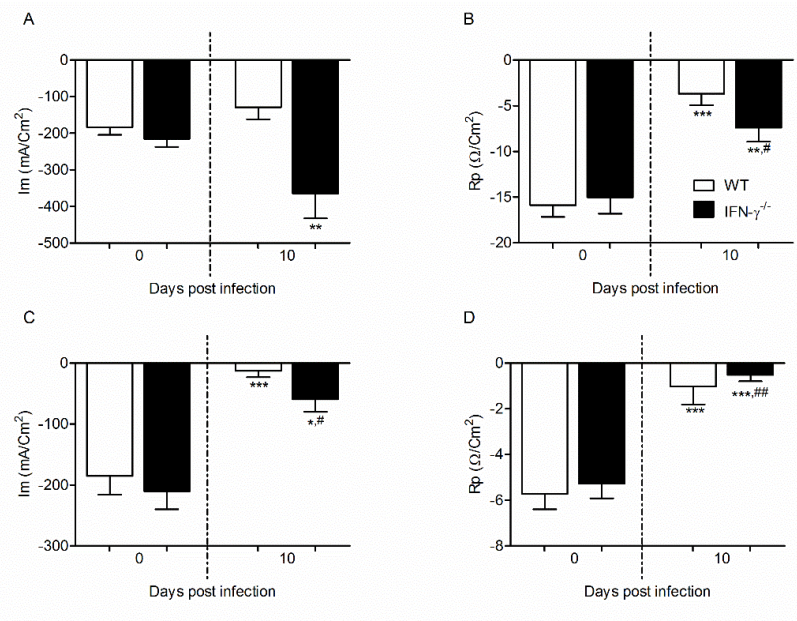 A
0
-100
-200
-300
-400
-500
Im (mA/Cm²)
**
0 10
Days post infection
B
0
-5
-10
-15
-20
Rp (Ω/Cm²)
***
**,#
WT
IFN-γ⁻/⁻
0 10
Days post infection
C
0
-100
-200
-300
Im (mA/Cm²)
***
*,#
0 10
Days post infection
D
0
-2
-4
-6
-8
Rp (Ω/Cm²)
***
***,##
0 10
Days post infection